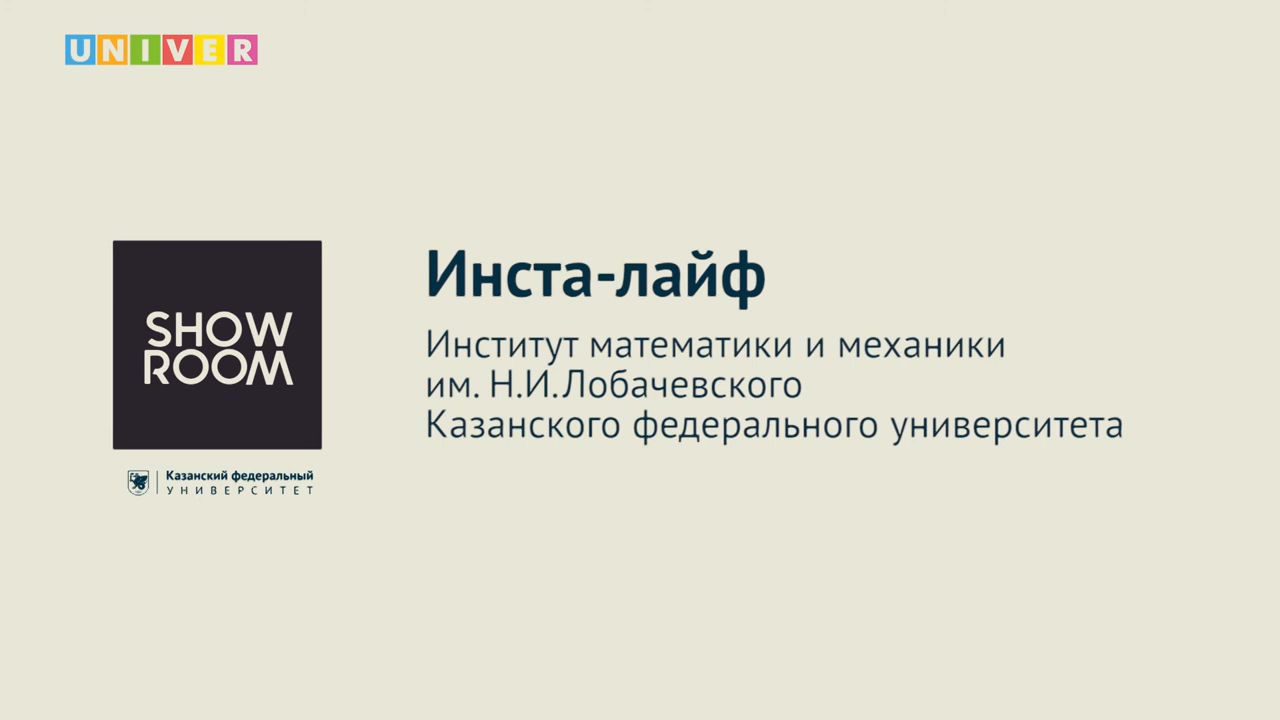 UNIVER
SHOW
ROOM
Казанский федеральный
УНИВЕРСИТЕТ
Инста-лайф
Институт математики и механики
им. Н.И.Лобачевского
Казанского федерального университета